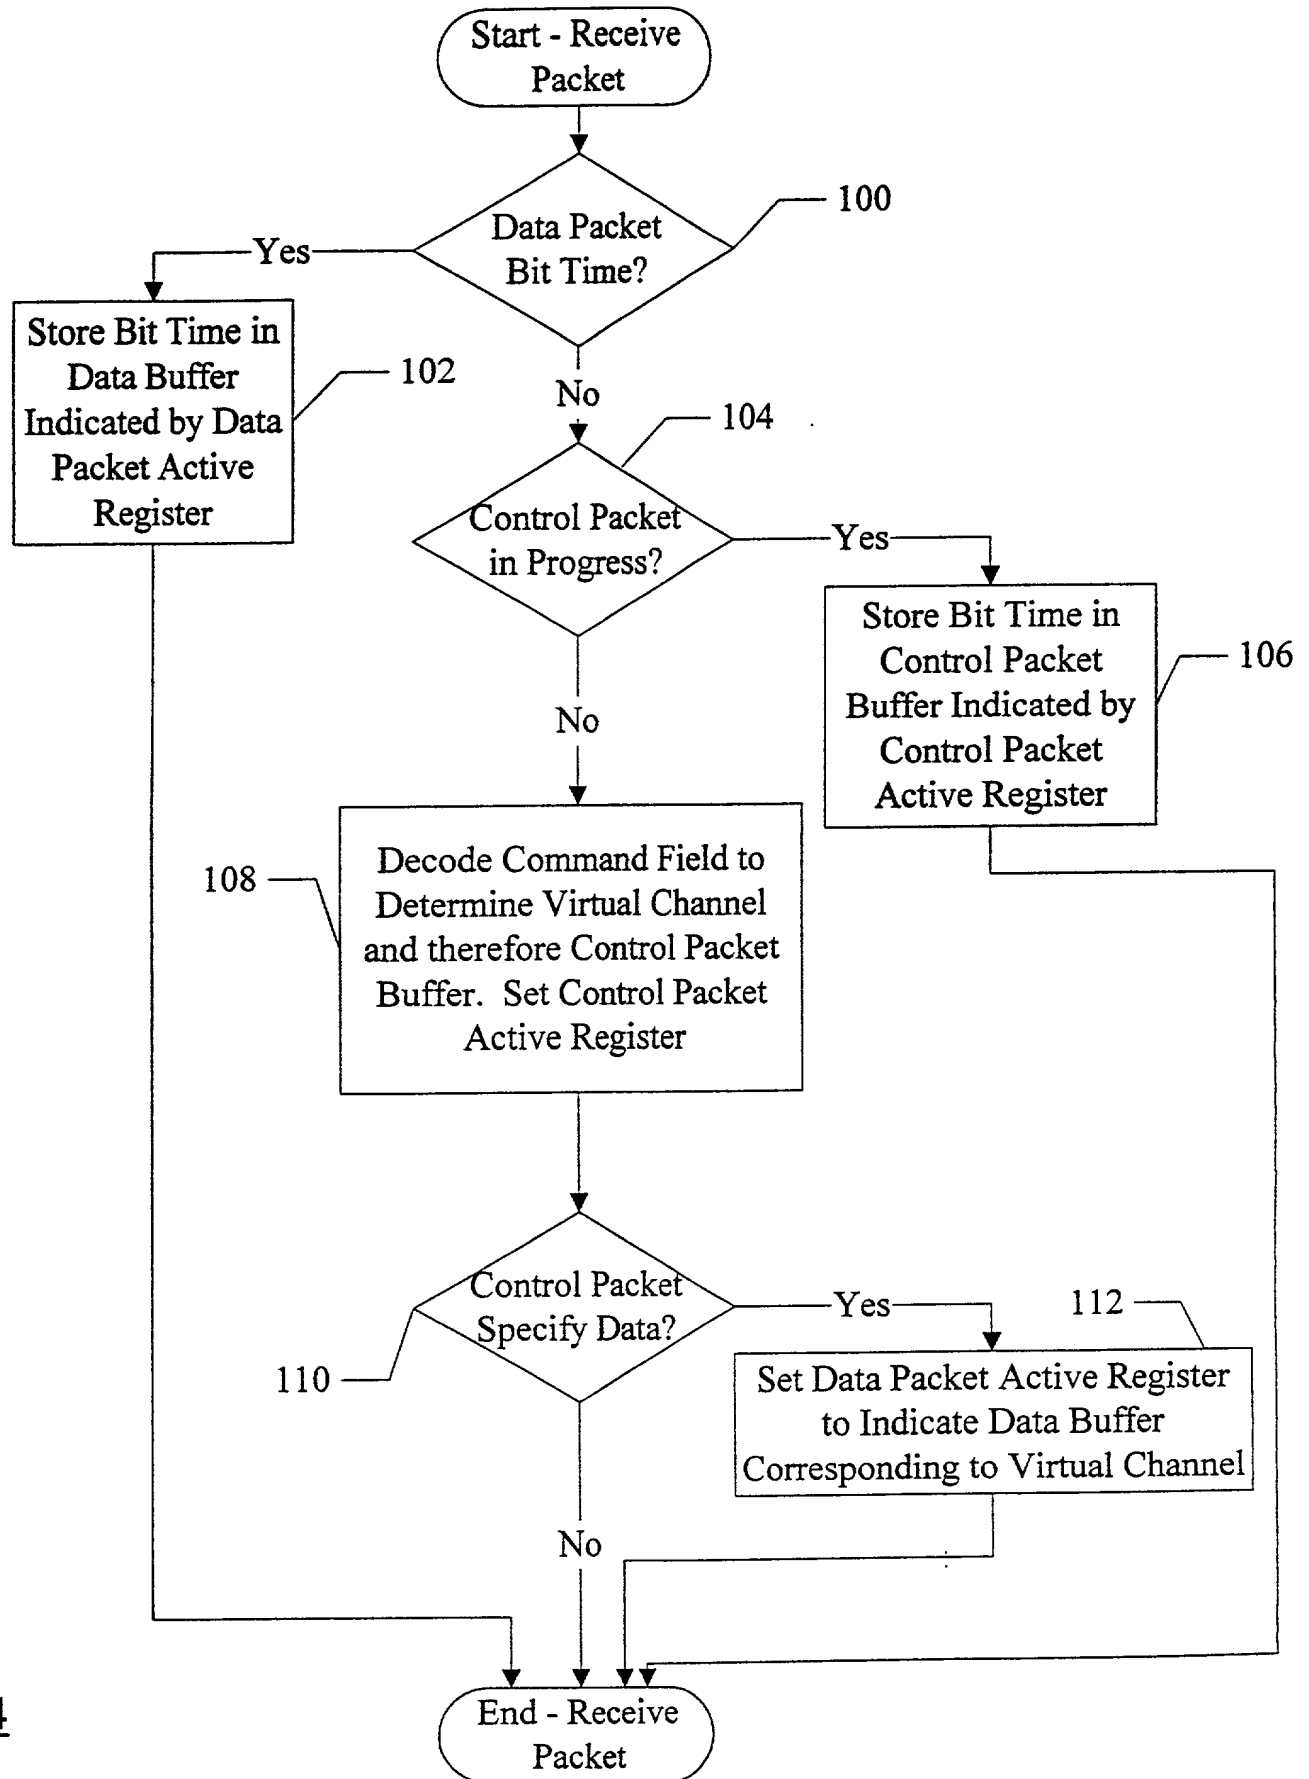 Start - Receive
Packet
100
Data Packet
Bit Time?
Yes
Store Bit Time in
Data Buffer
Indicated by Data
Packet Active
Register
102
No
104
Control Packet
in Progress?
Yes
Store Bit Time in
Control Packet
Buffer Indicated by
Control Packet
Active Register
106
No
108
Decode Command Field to
Determine Virtual Channel
and therefore Control Packet
Buffer. Set Control Packet
Active Register
Control Packet
Specify Data?
110
Yes
112
Set Data Packet Active Register
to Indicate Data Buffer
Corresponding to Virtual Channel
No
End - Receive
Packet